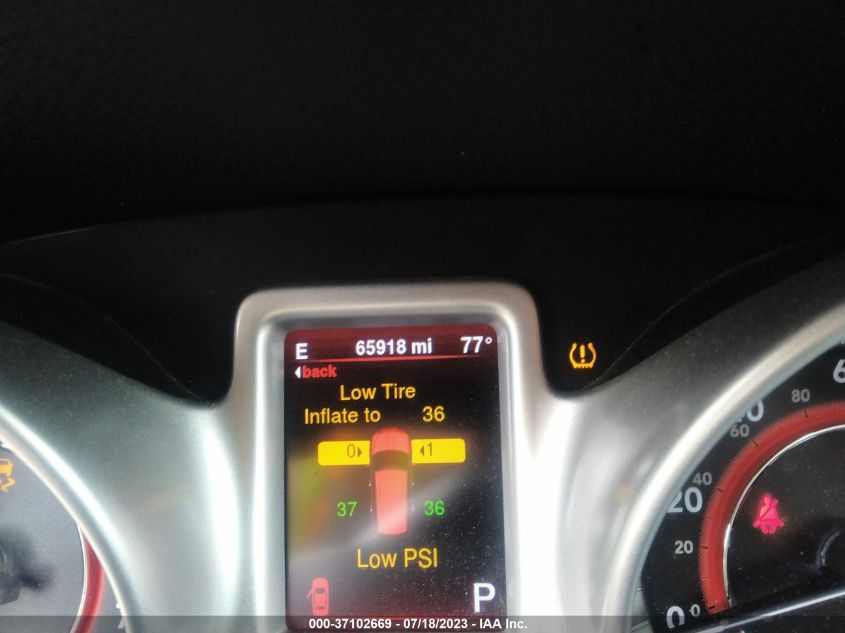 E 65918 mi 77°
back
Low Tire
Inflate to 36
0 1
37 36
Low PSI
P
80
60
40
20
20
0
000-37102669 - 07/18/2023 - IAA Inc.